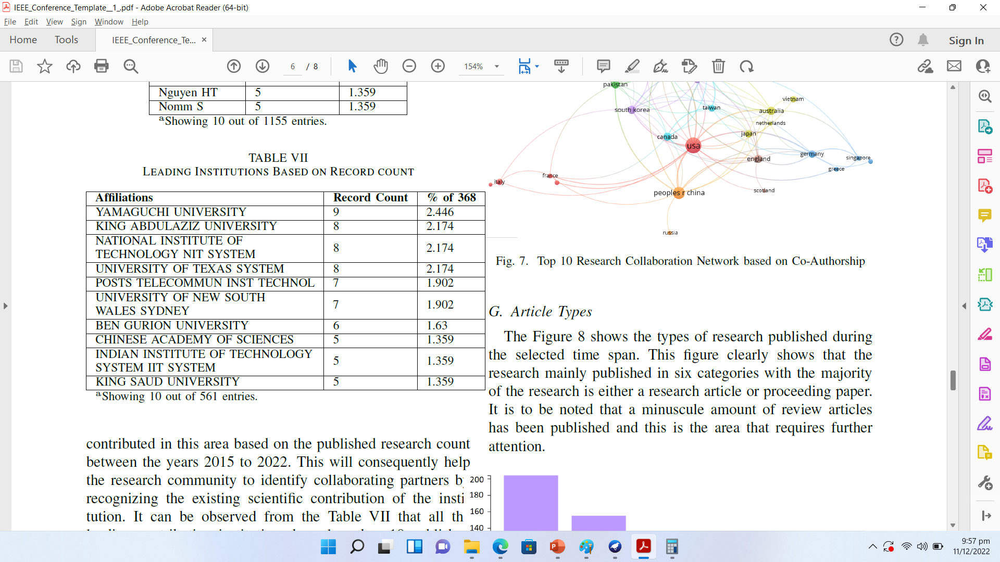 IEEE_Conference_Template__1_.pdf - Adobe Acrobat Reader (64-bit)
File Edit View Sign Window Help
Home Tools IEEE_Conference_Te... × Sign In
6 / 8 154%
Nguyen HT 5 1.359
Nomm S 5 1.359
aShowing 10 out of 1155 entries.
TABLE VII
LEADING INSTITUTIONS BASED ON RECORD COUNT
Affiliations Record Count % of 368
YAMAGUCHI UNIVERSITY 9 2.446
KING ABDULAZIZ UNIVERSITY 8 2.174
NATIONAL INSTITUTE OF
TECHNOLOGY NIT SYSTEM 8 2.174
UNIVERSITY OF TEXAS SYSTEM 8 2.174
POSTS TELECOMMUN INST TECHNOL 7 1.902
UNIVERSITY OF NEW SOUTH
WALES SYDNEY 7 1.902
BEN GURION UNIVERSITY 6 1.63
CHINESE ACADEMY OF SCIENCES 5 1.359
INDIAN INSTITUTE OF TECHNOLOGY
SYSTEM IIT SYSTEM 5 1.359
KING SAUD UNIVERSITY 5 1.359
aShowing 10 out of 561 entries.
contributed in this area based on the published research count
between the years 2015 to 2022. This will consequently help
the research community to identify collaborating partners b
recognizing the existing scientific contribution of the insti
tution. It can be observed from the Table VII that all th
pakistan
vietnam
south korea
taiwan
australia
netherlands
japan
canada
usa
germany
singapore
england
greece
france
italy
scotland
peoples r china
russia
Fig. 7. Top 10 Research Collaboration Network based on Co-Authorship
G. Article Types
The Figure 8 shows the types of research published during
the selected time span. This figure clearly shows that the
research mainly published in six categories with the majority
of the research is either a research article or proceeding paper.
It is to be noted that a minuscule amount of review articles
has been published and this is the area that requires further
attention.
200
180
160
140
9:57 pm
11/12/2022